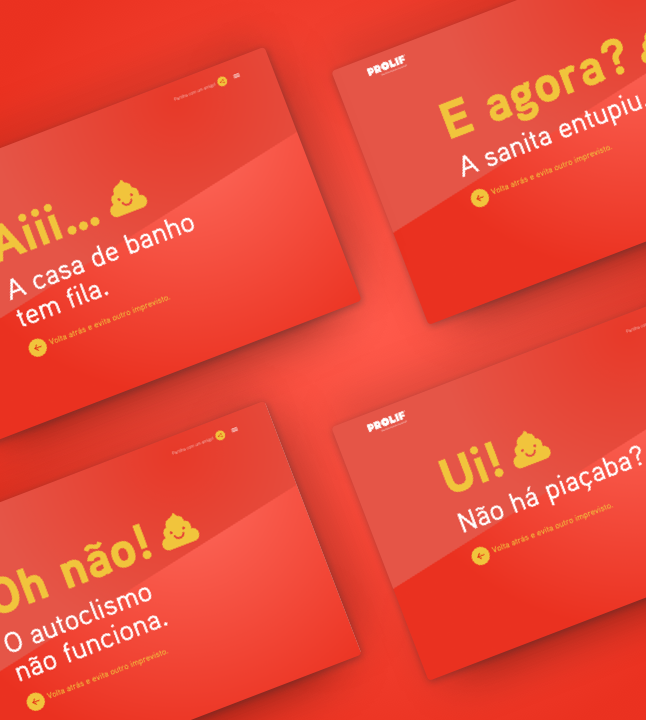 Partilha com um amigo
Aiii...
A casa de banho
tem fila.
Volta atrás e evita outro imprevisto.
PROLIF
E agora?
A sanita entupiu.
Volta atrás e evita outro imprevisto.
Partilha com um amigo
Oh não!
O autoclismo
não funciona.
Volta atrás e evita outro imprevisto.
PROLIF
Ui!
Não há piaçaba?
Volta atrás e evita outro imprevisto.